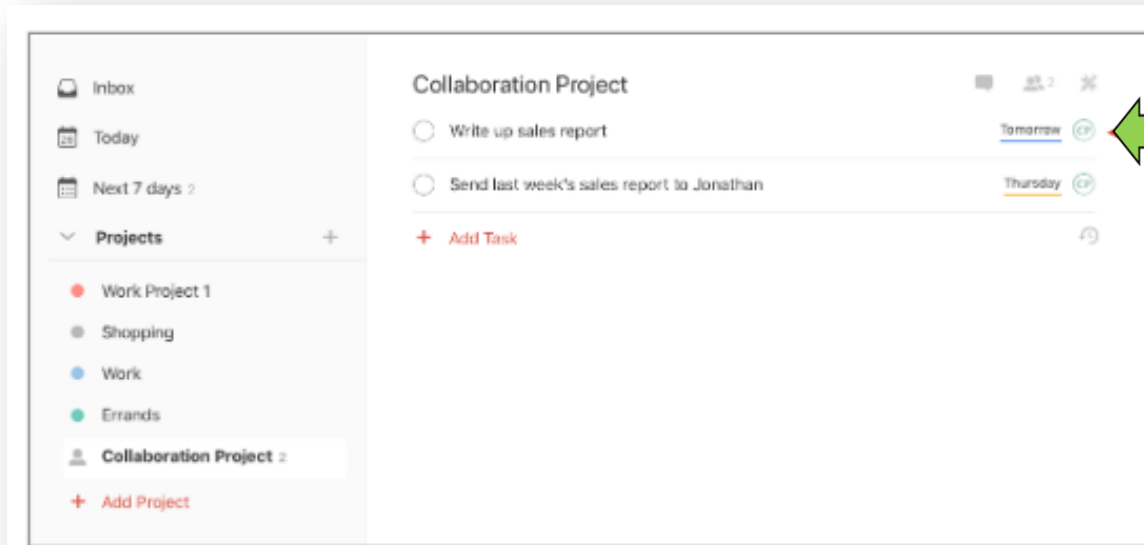 Inbox
Today
Next 7 days 2
Projects
Work Project 1
Shopping
Work
Errands
Collaboration Project 2
+ Add Project
Collaboration Project
2
Write up sales report Tomorrow CP
Send last week's sales report to Jonathan Thursday CP
+ Add Task